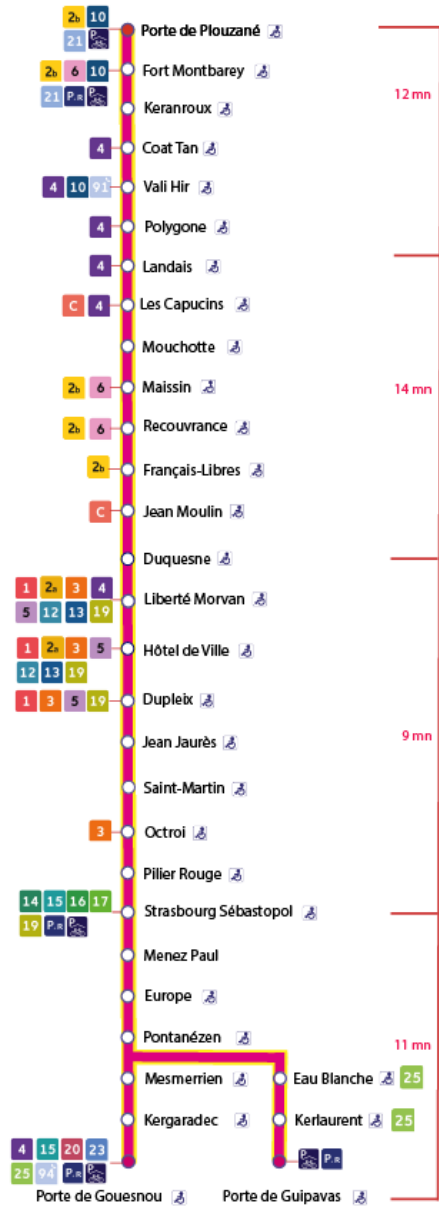 2b 10
21 P
Porte de Plouzané
2b 6 10
21 P+R P
Fort Montbarey
12 mn
Keranroux
4 Coat Tan
4 10 91 Vali Hir
4 Polygone
4 Landais
C 4 Les Capucins
Mouchotte
2b 6 Maissin
14 mn
2b 6 Recouvrance
2b Français-Libres
C Jean Moulin
Duquesne
1 2a 3 4
5 12 13 19
Liberté Morvan
1 2a 3 5
12 13 19
Hôtel de Ville
1 3 5 19 Dupleix
9 mn
Jean Jaurès
Saint-Martin
3 Octroi
Pilier Rouge
14 15 16 17
19 P+R P
Strasbourg Sébastopol
Menez Paul
Europe
Pontanézen
11 mn
Mesmerrien
Eau Blanche 25
Kergaradec
Kerlaurent 25
4 15 20 23
25 94 P+R P
P P+R
Porte de Gouesnou
Porte de Guipavas